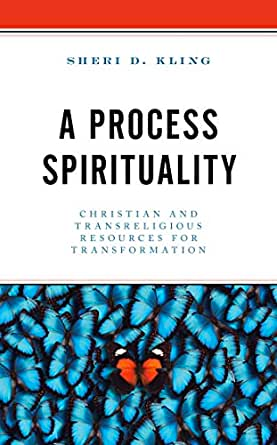 SHERI D. KLING
A PROCESS
SPIRITUALITY
CHRISTIAN AND
TRANSRELIGIOUS
RESOURCES FOR
TRANSFORMATION